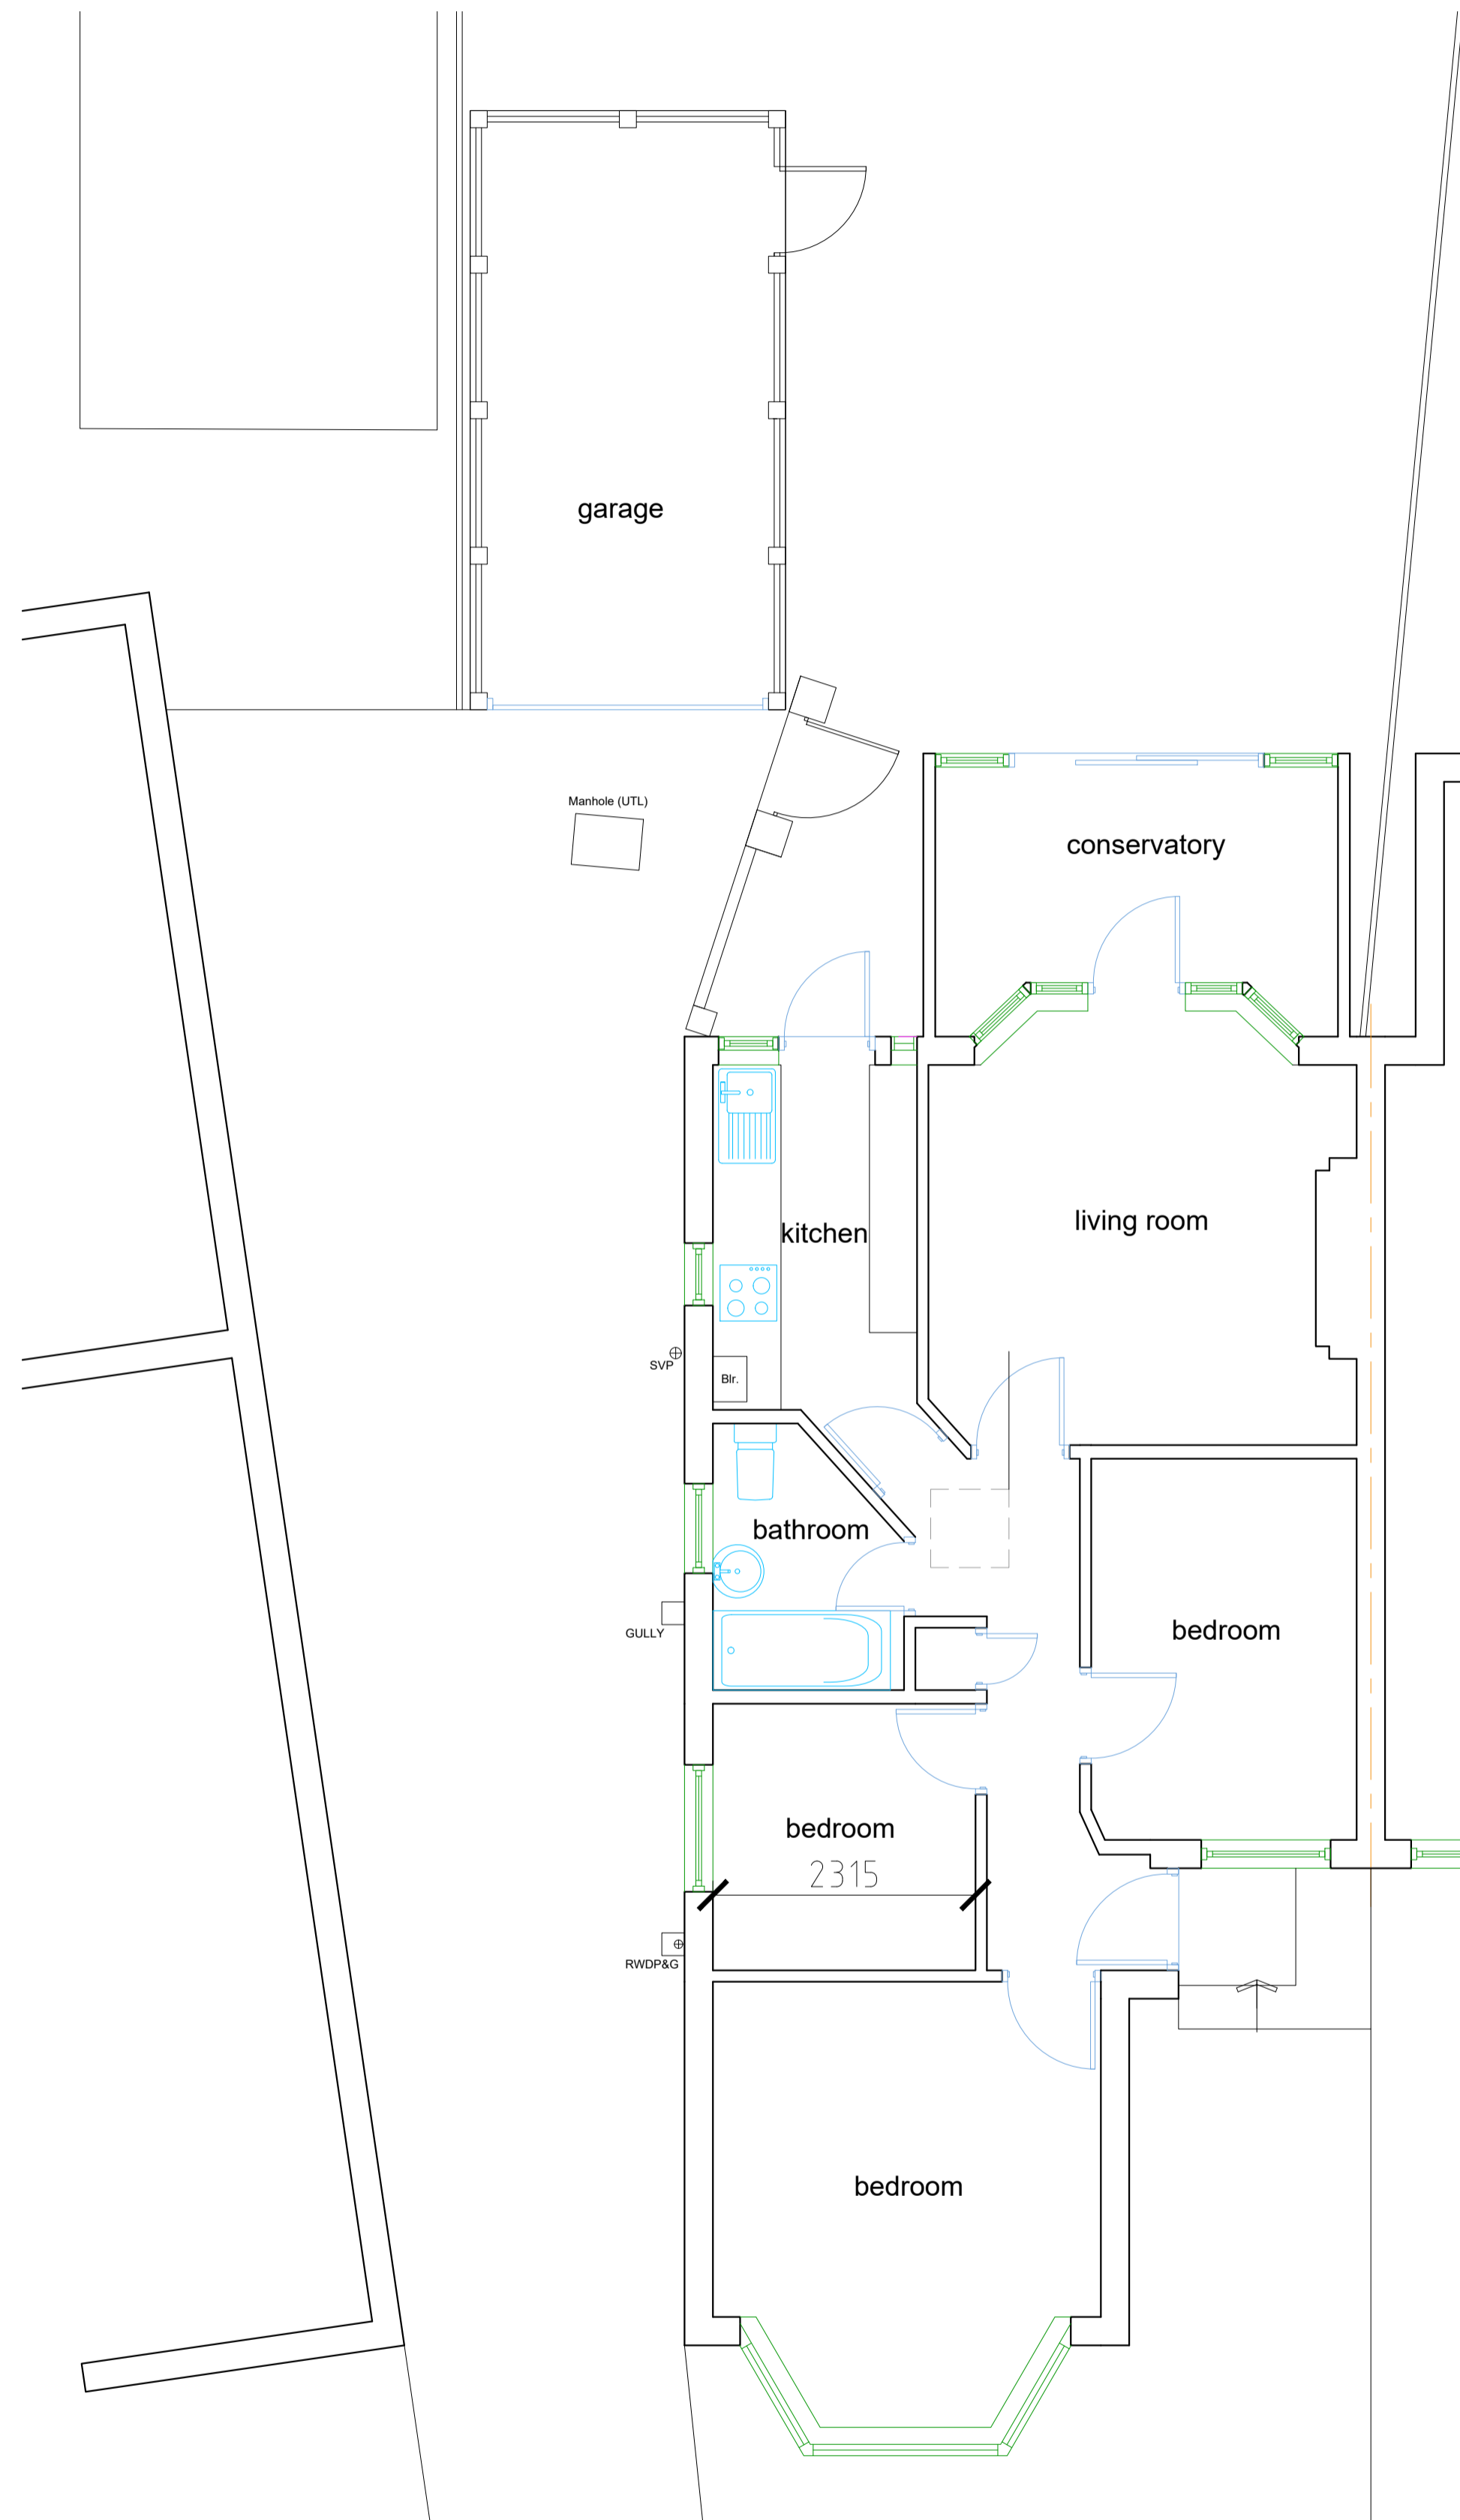 garage
Manhole (UTL)
conservatory
kitchen
living room
SVP
Blr.
bathroom
GULLY
bedroom
bedroom
2315
RWDP&G
bedroom